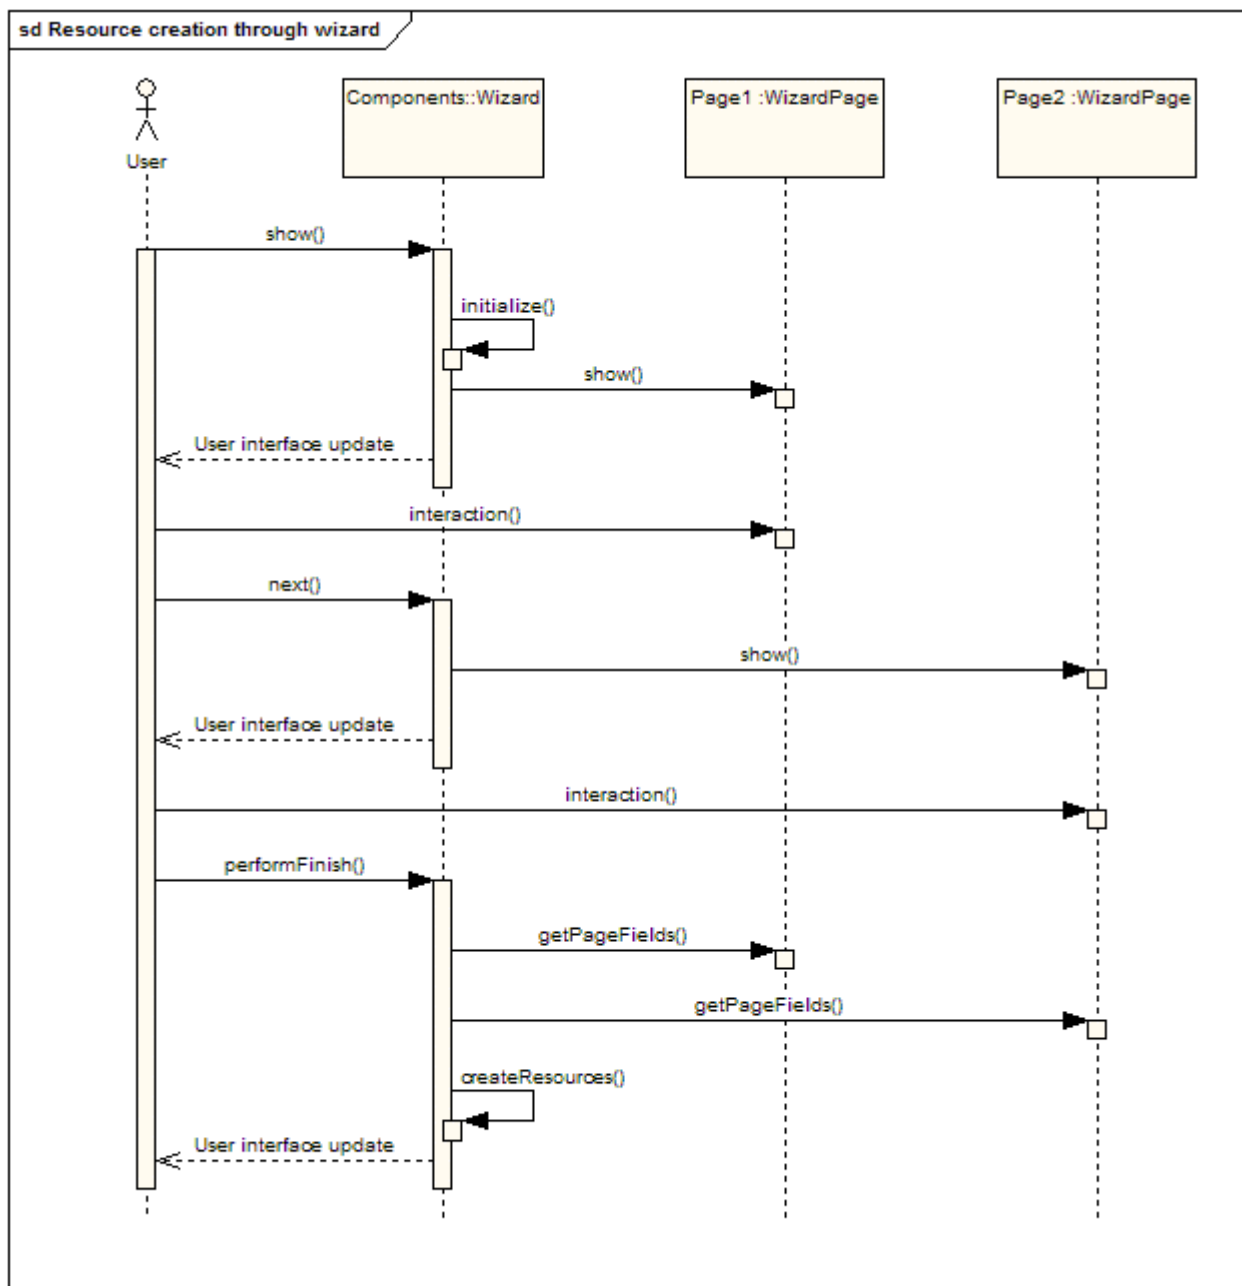 sd Resource creation through wizard
User
Components::Wizard
Page1 :WizardPage
Page2 :WizardPage
show()
initialize()
show()
User interface update
interaction()
next()
show()
User interface update
interaction()
performFinish()
getPageFields()
getPageFields()
createResources()
User interface update